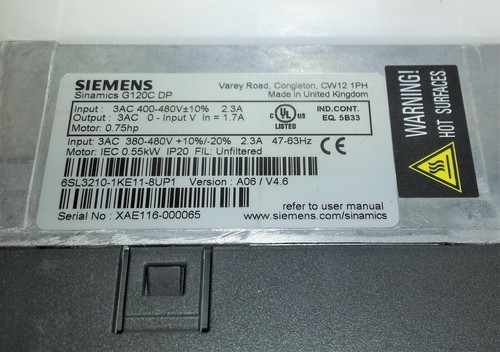 SIEMENS
Sinamics G120C DP
Varey Road, Congleton, CW12 1PH
Made in United Kingdom
Input : 3AC 400-480V±10% 2.3A
Output : 3AC 0 - Input V In = 1.7A
Motor: 0.75hp
c UL US
LISTED
IND.CONT.
EQ. 5B33
Input: 3AC 380-480V +10%/-20% 2.3A 47-63Hz
Motor: IEC 0.55kW IP20 FIL: Unfiltered
6SL3210-1KE11-8UP1 Version : A06 / V4.6
Serial No : XAE116-000065
refer to user manual
www.siemens.com/sinamics
WARNING!
HOT SURFACES